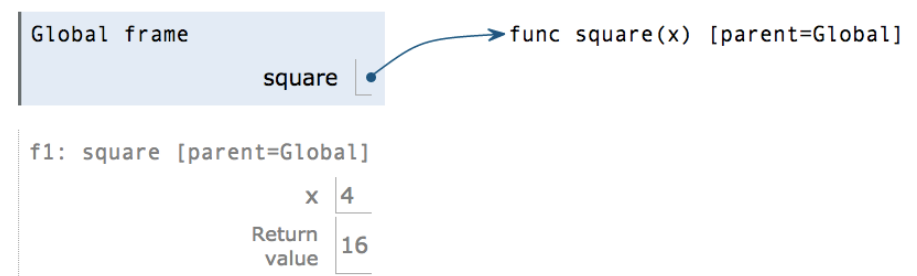 Global frame
func square(x) [parent=Global]
square
f1: square [parent=Global]
x 4
Return
value 16